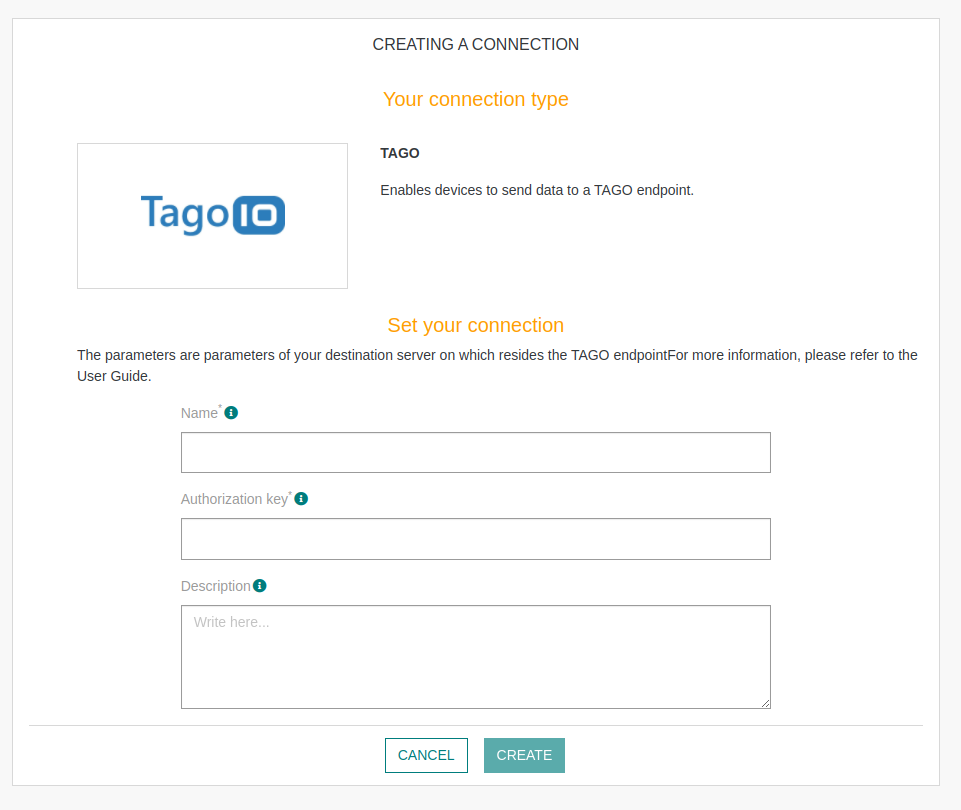 CREATING A CONNECTION
Your connection type
TagoIO
TAGO
Enables devices to send data to a TAGO endpoint.
Set your connection
The parameters are parameters of your destination server on which resides the TAGO endpointFor more information, please refer to the
User Guide.
Name*
Authorization key*
Description
Write here...
CANCEL
CREATE